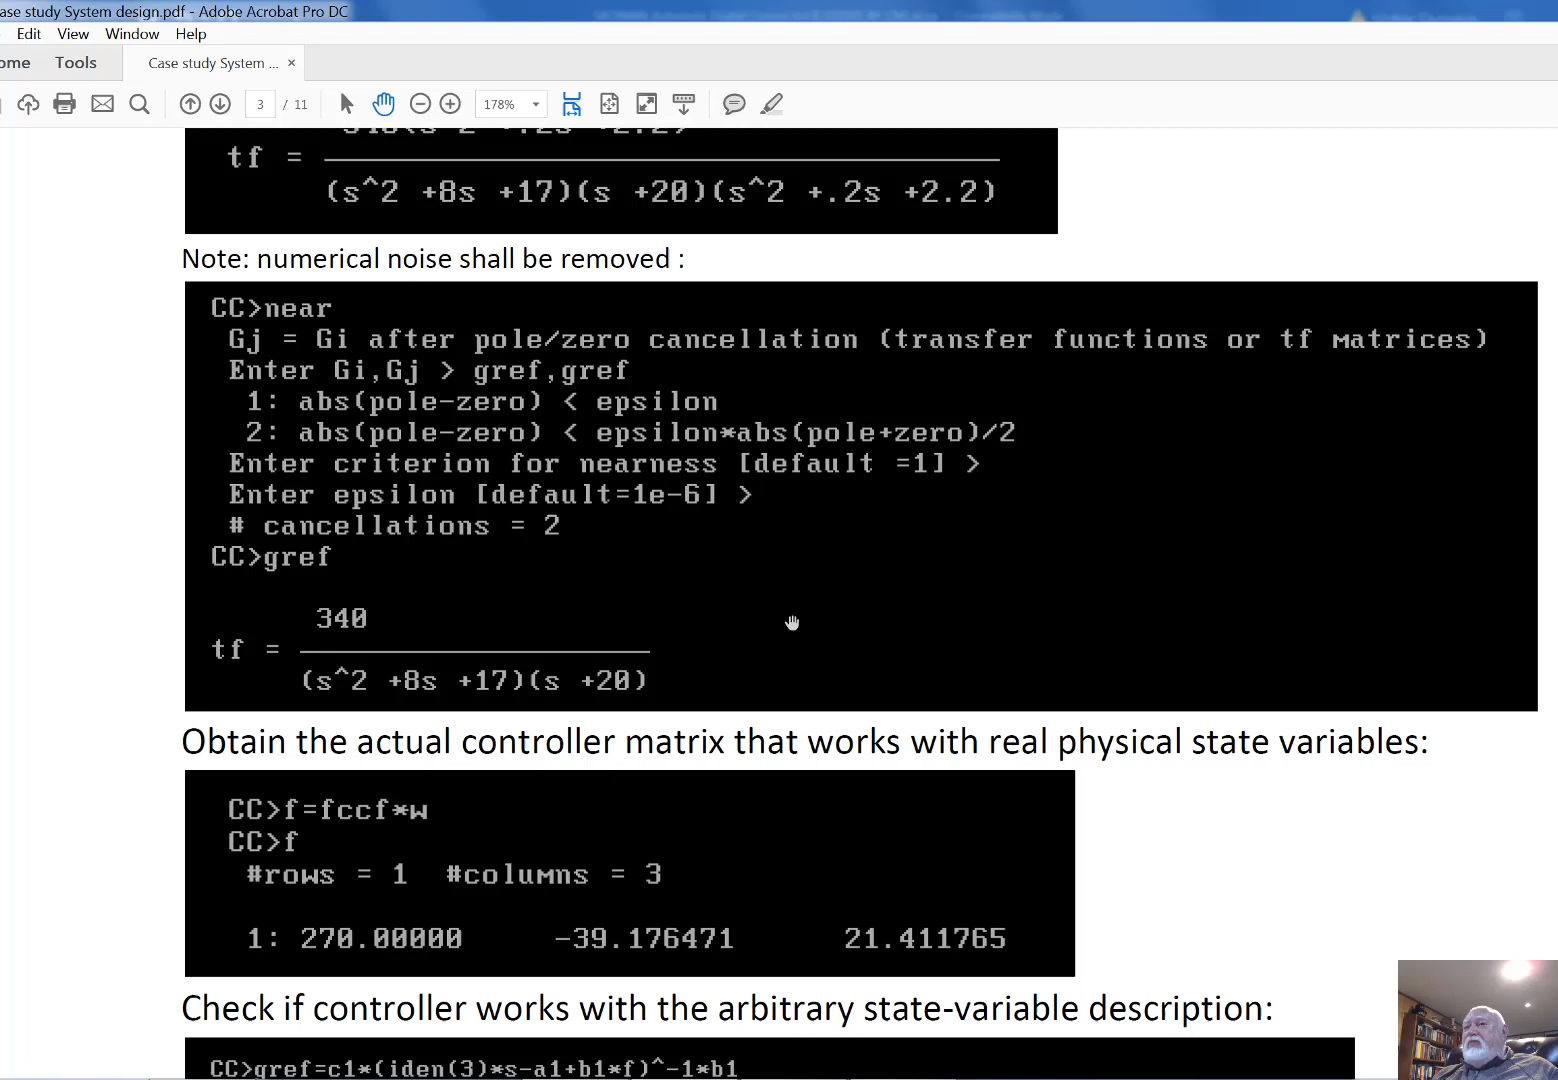 ase study System design.pdf - Adobe Acrobat Pro DC
Edit View Window Help
ome Tools Case study System ... ×
3 / 11 178%
tf =
(s^2 +8s +17)(s +20)(s^2 +.2s +2.2)
Note: numerical noise shall be removed :
CC>near
Gj = Gi after pole/zero cancellation (transfer functions or tf matrices)
Enter Gi,Gj > gref,gref
1: abs(pole-zero) < epsilon
2: abs(pole-zero) < epsilon*abs(pole+zero)/2
Enter criterion for nearness [default =1] >
Enter epsilon [default=1e-6] >
# cancellations = 2
CC>gref
340
tf =
(s^2 +8s +17)(s +20)
Obtain the actual controller matrix that works with real physical state variables:
CC>f=fccf*w
CC>f
#rows = 1 #columns = 3
1: 270.00000 -39.176471 21.411765
Check if controller works with the arbitrary state-variable description:
CC>gref=c1*(iden(3)*s-a1+b1*f)^-1*b1